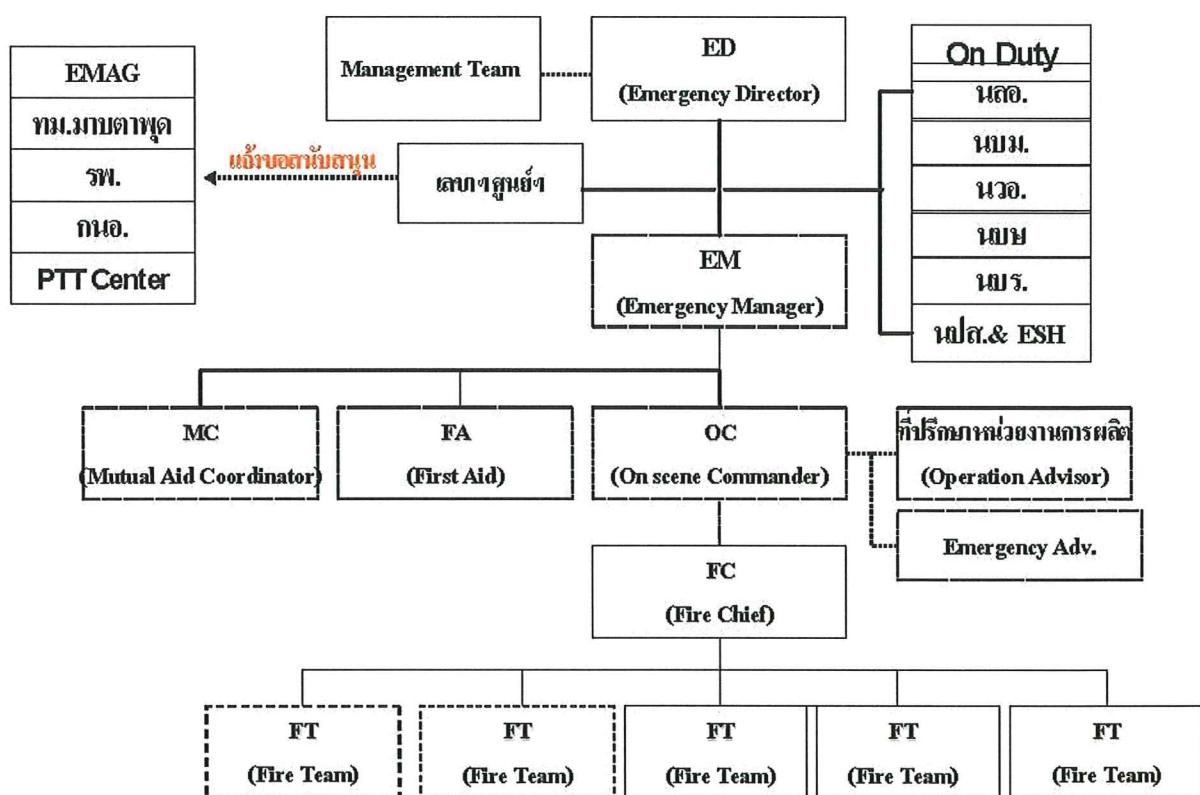 EMAG
ทม.มาบตาพุด
รพ.
กนอ.
PTT Center
Management Team
ED
(Emergency Director)
On Duty
นลอ.
นบม.
นวอ.
นบษ
นบร.
นปส.& ESH
แจ้งขอสนับสนุน
เลขาฯศูนย์ฯ
EM
(Emergency Manager)
MC
(Mutual Aid Coordinator)
FA
(First Aid)
OC
(On scene Commander)
ที่ปรึกษาหน่วยงานการผลิต
(Operation Advisor)
Emergency Adv.
FC
(Fire Chief)
FT
(Fire Team)
FT
(Fire Team)
FT
(Fire Team)
FT
(Fire Team)
FT
(Fire Team)